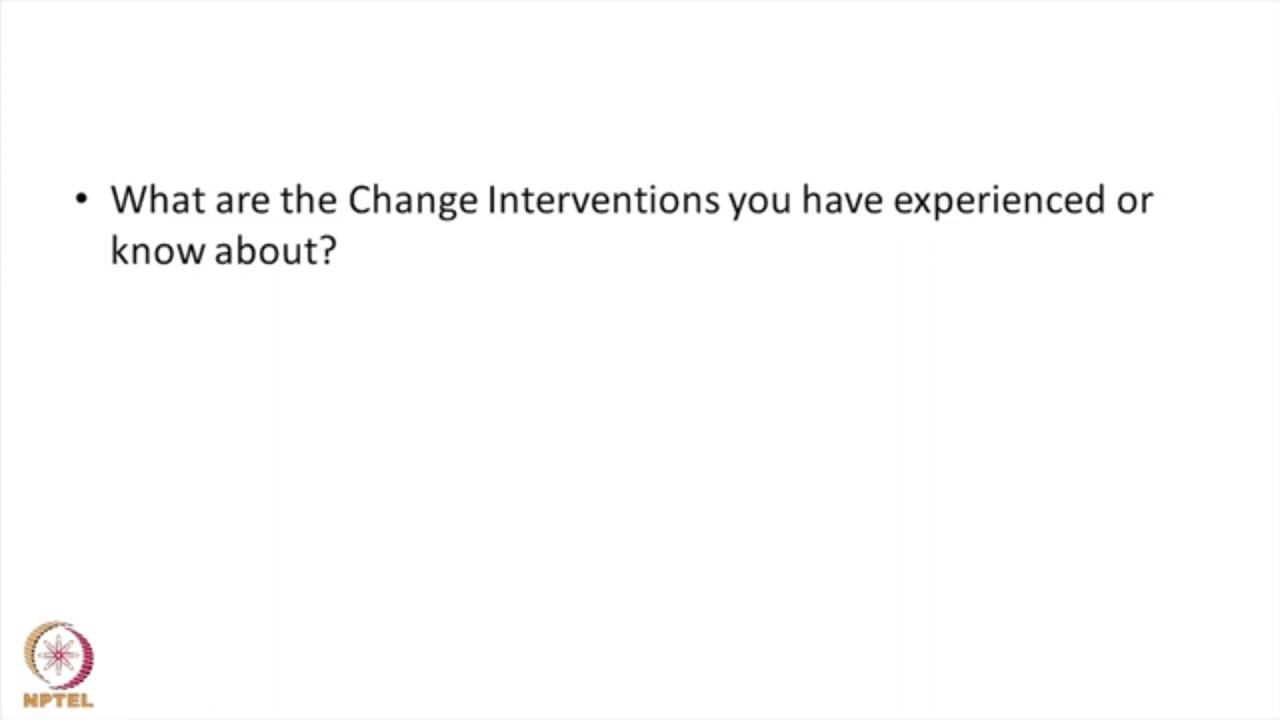 • What are the Change Interventions you have experienced or
know about?
NPTEL